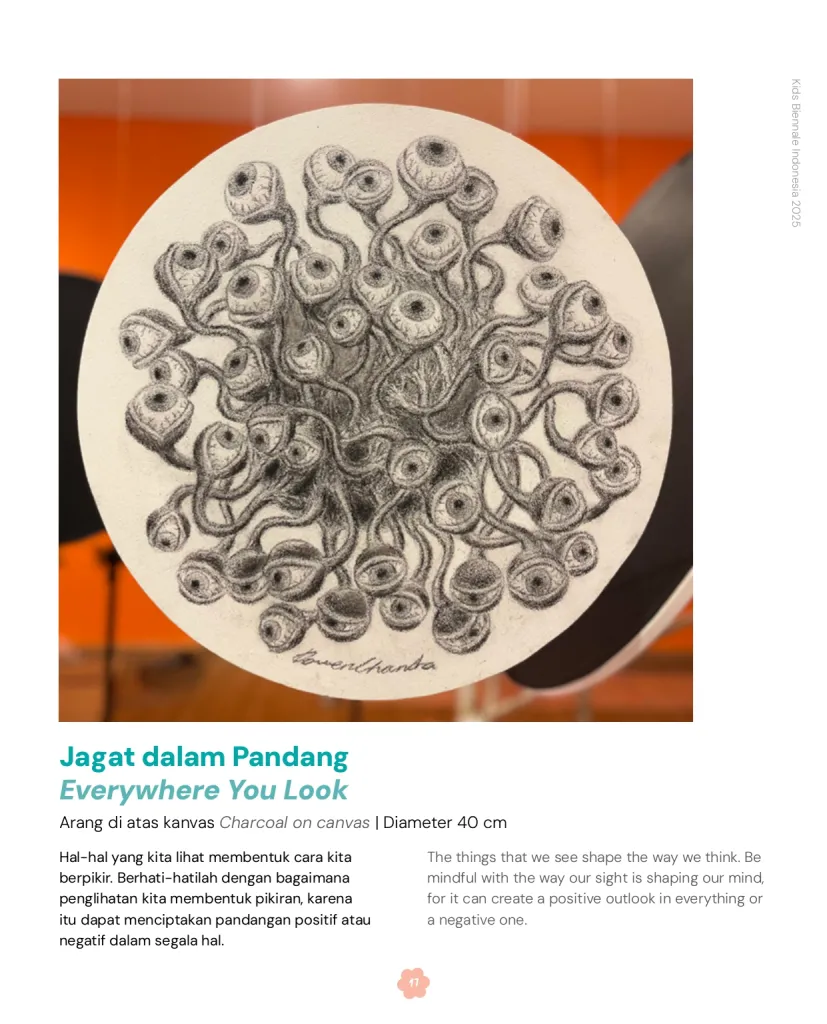 Kids Biennale Indonesia 2025
BowenChandra
Jagat dalam Pandang
Everywhere You Look
Arang di atas kanvas Charcoal on canvas | Diameter 40 cm
Hal-hal yang kita lihat membentuk cara kita
berpikir. Berhati-hatilah dengan bagaimana
penglihatan kita membentuk pikiran, karena
itu dapat menciptakan pandangan positif atau
negatif dalam segala hal.
The things that we see shape the way we think. Be
mindful with the way our sight is shaping our mind,
for it can create a positive outlook in everything or
a negative one.
17